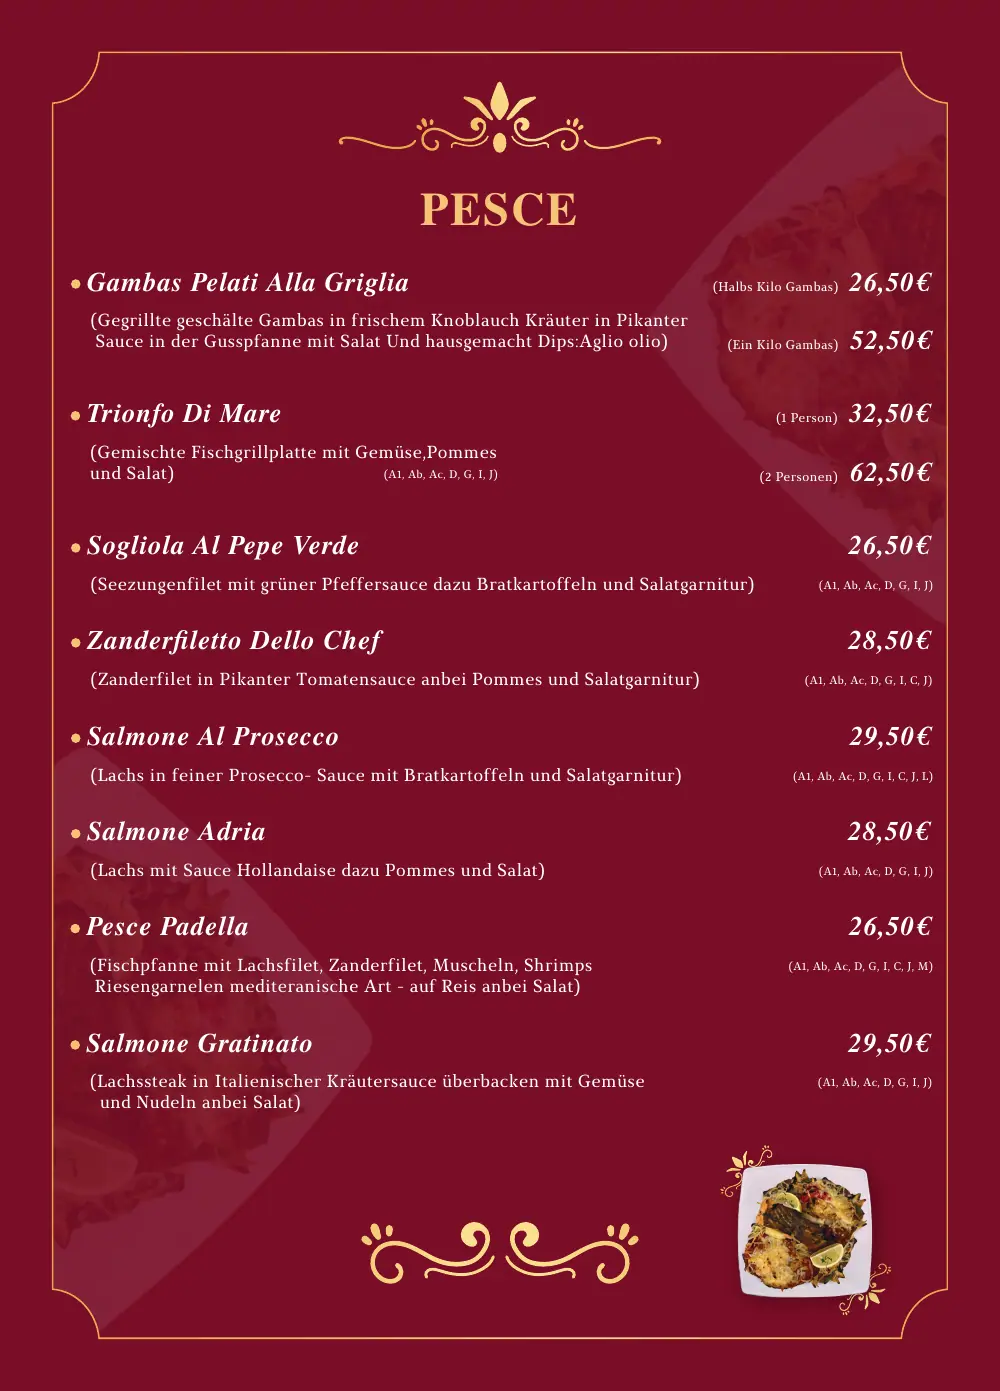 PESCE
Gambas Pelati Alla Griglia (Halbs Kilo Gambas) 26,50€
(Gegrillte geschälte Gambas in frischem Knoblauch Kräuter in Pikanter
Sauce in der Gusspfanne mit Salat Und hausgemacht Dips:Aglio olio) (Ein Kilo Gambas) 52,50€
Trionfo Di Mare (1 Person) 32,50€
(Gemischte Fischgrillplatte mit Gemüse,Pommes
und Salat) (A1, Ab, Ac, D, G, I, J) (2 Personen) 62,50€
Sogliola Al Pepe Verde 26,50€
(Seezungenfilet mit grüner Pfeffersauce dazu Bratkartoffeln und Salatgarnitur) (A1, Ab, Ac, D, G, I, J)
Zanderfiletto Dello Chef 28,50€
(Zanderfilet in Pikanter Tomatensauce anbei Pommes und Salatgarnitur) (A1, Ab, Ac, D, G, I, C, J)
Salmone Al Prosecco 29,50€
(Lachs in feiner Prosecco- Sauce mit Bratkartoffeln und Salatgarnitur) (A1, Ab, Ac, D, G, I, C, J, L)
Salmone Adria 28,50€
(Lachs mit Sauce Hollandaise dazu Pommes und Salat) (A1, Ab, Ac, D, G, I, J)
Pesce Padella 26,50€
(Fischpfanne mit Lachsfilet, Zanderfilet, Muscheln, Shrimps (A1, Ab, Ac, D, G, I, C, J, M)
Riesengarnelen mediteranische Art - auf Reis anbei Salat)
Salmone Gratinato 29,50€
(Lachssteak in Italienischer Kräutersauce überbacken mit Gemüse (A1, Ab, Ac, D, G, I, J)
und Nudeln anbei Salat)